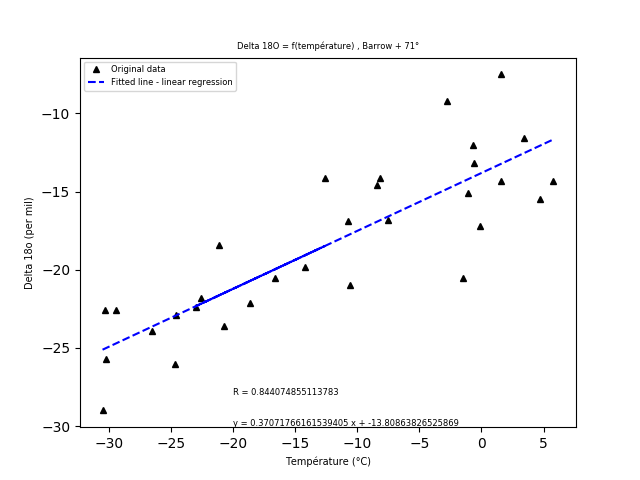 Delta 18O = f(température) , Barrow + 71°
Original data
Fitted line - linear regression
−10
−15
−20
−25
−30
Delta 18o (per mil)
R = 0.844074855113783
y = 0.37071766161539405 x + -13.80863826525869
−30 −25 −20 −15 −10 −5 0 5
Température (°C)